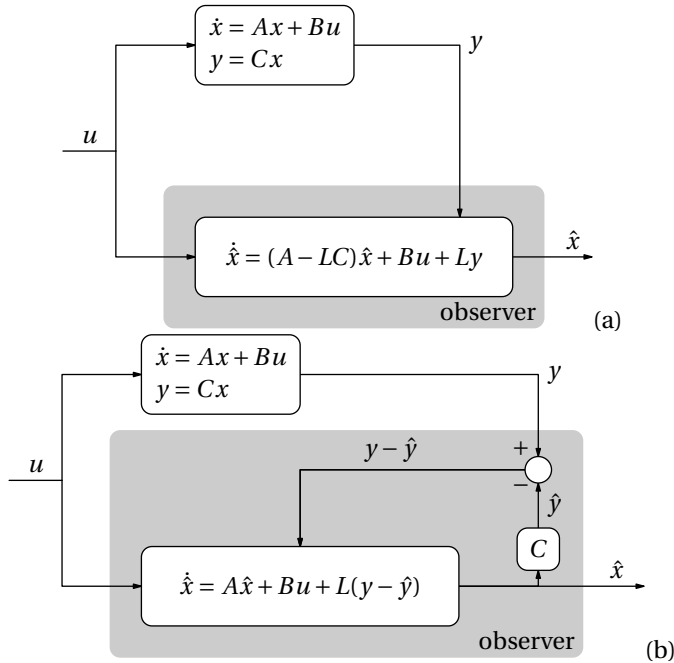 ẋ = Ax + Bu
y = Cx
y
u
x̂̇ = (A − LC)x̂ + Bu + Ly
x̂
observer
(a)
ẋ = Ax + Bu
y = Cx
y
u
y − ŷ
+
−
ŷ
C
x̂̇ = Ax̂ + Bu + L(y − ŷ)
x̂
observer
(b)